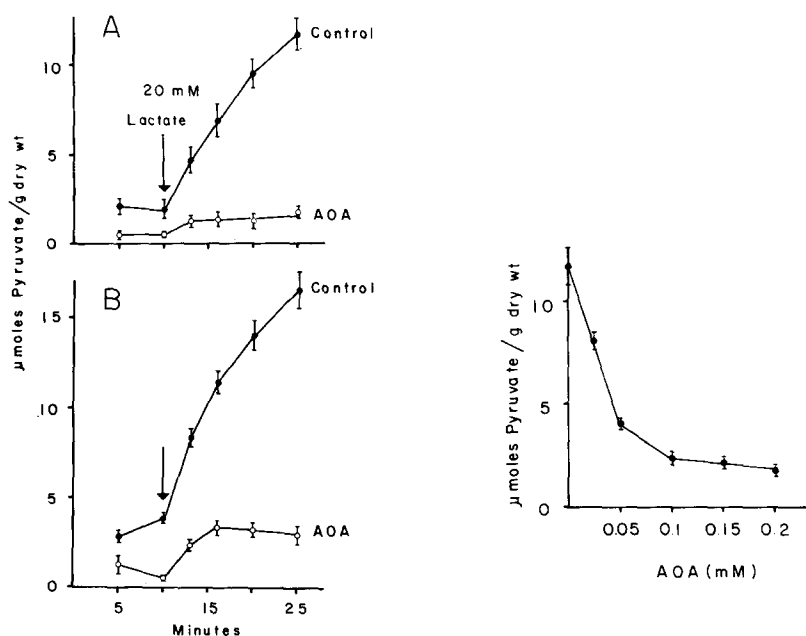 A
Control
10
20 mM
Lactate
5
AOA
0
μmoles Pyruvate/g dry wt
B
Control
15
10
5
AOA
0
5 15 25
Minutes
μmoles Pyruvate/g dry wt
10
5
0
0.05 0.1 0.15 0.2
AOA (mM)